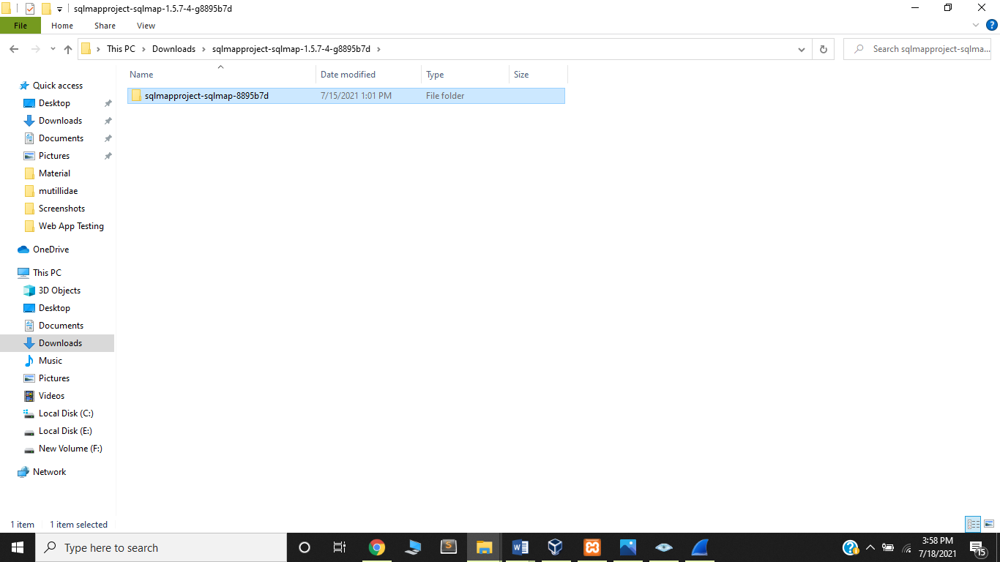 sqlmapproject-sqlmap-1.5.7-4-g8895b7d
File Home Share View
This PC Downloads sqlmapproject-sqlmap-1.5.7-4-g8895b7d
Search sqlmapproject-sqlma...
Name Date modified Type Size
sqlmapproject-sqlmap-8895b7d 7/15/2021 1:01 PM File folder
Quick access
Desktop
Downloads
Documents
Pictures
Material
mutillidae
Screenshots
Web App Testing
OneDrive
This PC
3D Objects
Desktop
Documents
Downloads
Music
Pictures
Videos
Local Disk (C:)
Local Disk (E:)
New Volume (F:)
Network
1 item 1 item selected
Type here to search
3:58 PM
7/18/2021
15